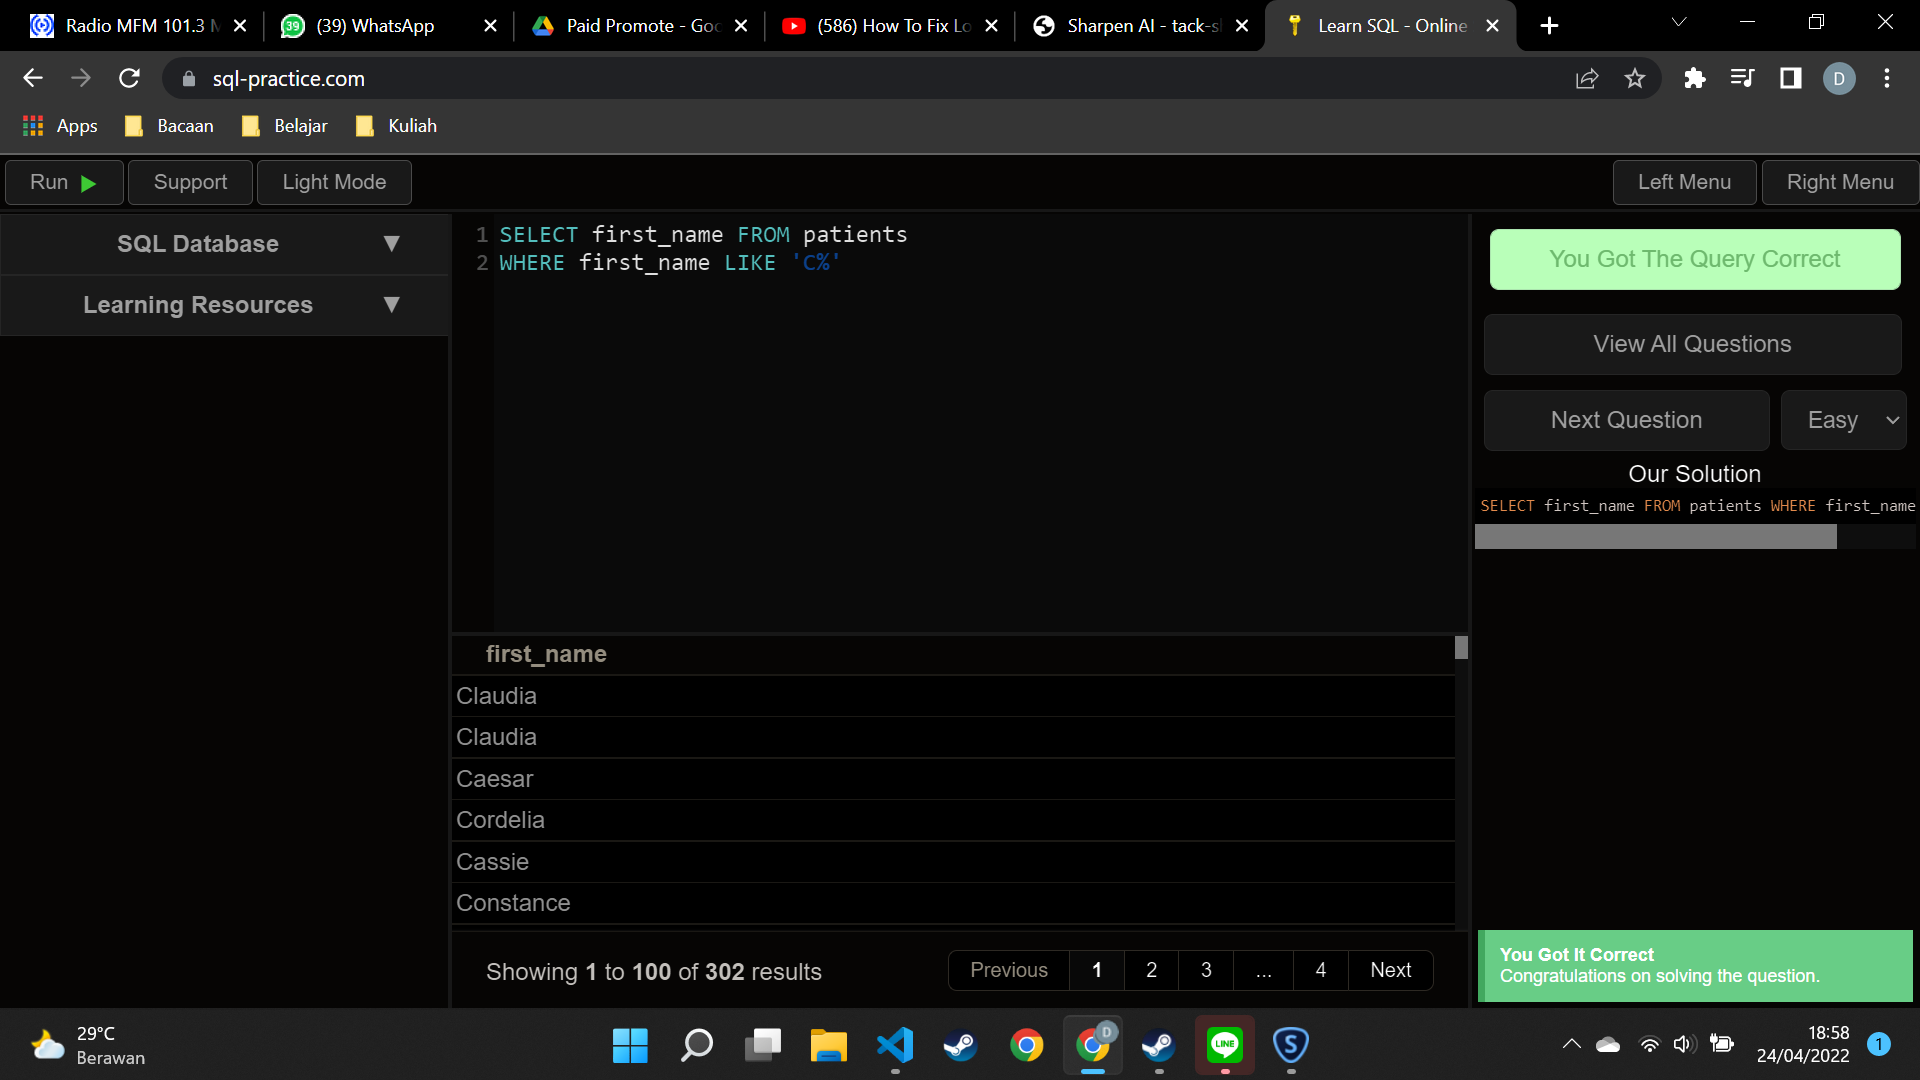 Radio MFM 101.3 M
(39) WhatsApp
Paid Promote - Goo
(586) How To Fix Lo
Sharpen AI - tack-sl
Learn SQL - Online
sql-practice.com
D
Apps
Bacaan
Belajar
Kuliah
Run
Support
Light Mode
Left Menu
Right Menu
SQL Database ▼
Learning Resources ▼
1 SELECT first_name FROM patients
2 WHERE first_name LIKE 'C%'
You Got The Query Correct
View All Questions
Next Question
Easy
Our Solution
SELECT first_name FROM patients WHERE first_name
first_name
Claudia
Claudia
Caesar
Cordelia
Cassie
Constance
Showing 1 to 100 of 302 results
Previous 1 2 3 ... 4 Next
You Got It Correct
Congratulations on solving the question.
29°C
Berawan
D
LINE
S
18:58
24/04/2022
1